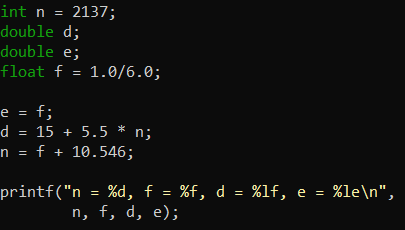 int n = 2137;
double d;
double e;
float f = 1.0/6.0;

e = f;
d = 15 + 5.5 * n;
n = f + 10.546;

printf("n = %d, f = %f, d = %lf, e = %le\n",
        n, f, d, e);